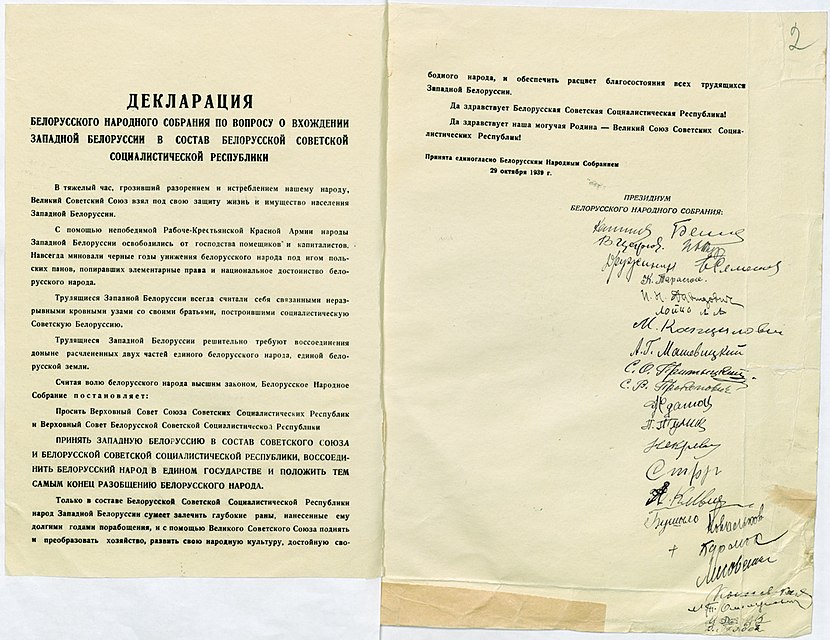 ДЕКЛАРАЦИЯ
БЕЛОРУССКОГО НАРОДНОГО СОБРАНИЯ ПО ВОПРОСУ О ВХОЖДЕНИИ
ЗАПАДНОЙ БЕЛОРУССИИ В СОСТАВ БЕЛОРУССКОЙ СОВЕТСКОЙ
СОЦИАЛИСТИЧЕСКОЙ РЕСПУБЛИКИ
В тяжелый час, грозивший разорением и истреблением нашему народу,
Великий Советский Союз взял под свою защиту жизнь и имущество населения
Западной Белоруссии.
С помощью непобедимой Рабоче-Крестьянской Красной Армии народы
Западной Белоруссии освободились от господства помещиков и капиталистов.
Навсегда миновали черные годы унижения белорусского народа под игом поль-
ских панов, попиравших элементарные права и национальное достоинство бело-
русского народа.
Трудящиеся Западной Белоруссии всегда считали себя связанными нераз-
рывными кровными узами со своими братьями, построившими социалистическую
Советскую Белоруссию.
Трудящиеся Западной Белоруссии решительно требуют воссоединения
доныне расчлененных двух частей единого белорусского народа, единой бело-
русской земли.
Считая волю белорусского народа высшим законом, Белорусское Народное
Собрание постановляет:
Просить Верховный Совет Союза Советских Социалистических Республик
и Верховный Совет Белорусской Советской Социалистической Республики
ПРИНЯТЬ ЗАПАДНУЮ БЕЛОРУССИЮ В СОСТАВ СОВЕТСКОГО СОЮЗА
И БЕЛОРУССКОЙ СОВЕТСКОЙ СОЦИАЛИСТИЧЕСКОЙ РЕСПУБЛИКИ, ВОССОЕДИ-
НИТЬ БЕЛОРУССКИЙ НАРОД В ЕДИНОМ ГОСУДАРСТВЕ И ПОЛОЖИТЬ ТЕМ
САМЫМ КОНЕЦ РАЗОБЩЕНИЮ БЕЛОРУССКОГО НАРОДА.
Только в составе Белорусской Советской Социалистической Республики
народ Западной Белоруссии сумеет залечить глубокие раны, нанесенные ему
долгими годами порабощения, и с помощью Великого Советского Союза поднять
и преобразовать хозяйство, развить свою народную культуру, достойную сво-
2
бодного народа, и обеспечить расцвет благосостояния всех трудящихся
Западной Белоруссии.
Да здравствует Белорусская Советская Социалистическая Республика!
Да здравствует наша могучая Родина — Великий Союз Советских Социа-
листических Республик!
Принята единогласно Белорусским Народным Собранием
29 октября 1939 г.
ПРЕЗИДИУМ
БЕЛОРУССКОГО НАРОДНОГО СОБРАНИЯ:
А.Г. Машевицкий
С.О. Притыцкий